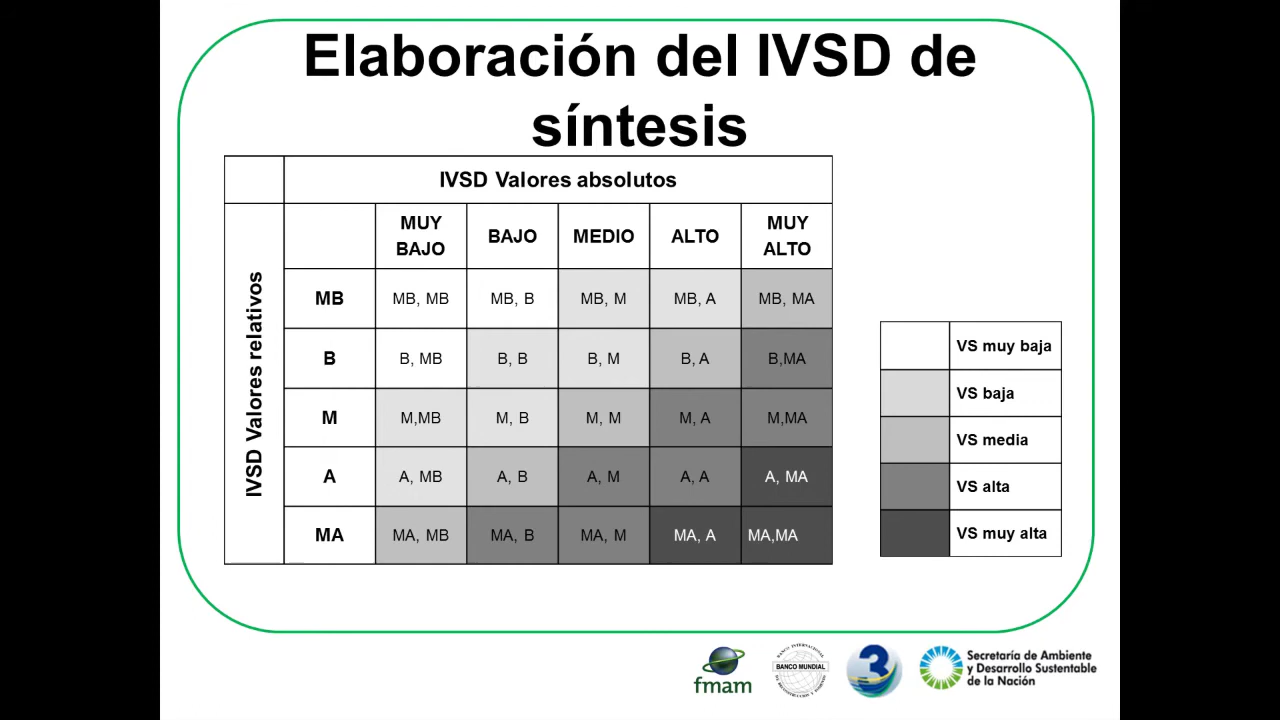 Elaboración del IVSD de
síntesis
IVSD Valores absolutos
IVSD Valores relativos
MUY BAJO
BAJO
MEDIO
ALTO
MUY ALTO
MB
MB, MB
MB, B
MB, M
MB, A
MB, MA
B
B, MB
B, B
B, M
B, A
B,MA
M
M,MB
M, B
M, M
M, A
M,MA
A
A, MB
A, B
A, M
A, A
A, MA
MA
MA, MB
MA, B
MA, M
MA, A
MA,MA
VS muy baja
VS baja
VS media
VS alta
VS muy alta
fmam
BANCO MUNDIAL
3
Secretaría de Ambiente
y Desarrollo Sustentable
de la Nación